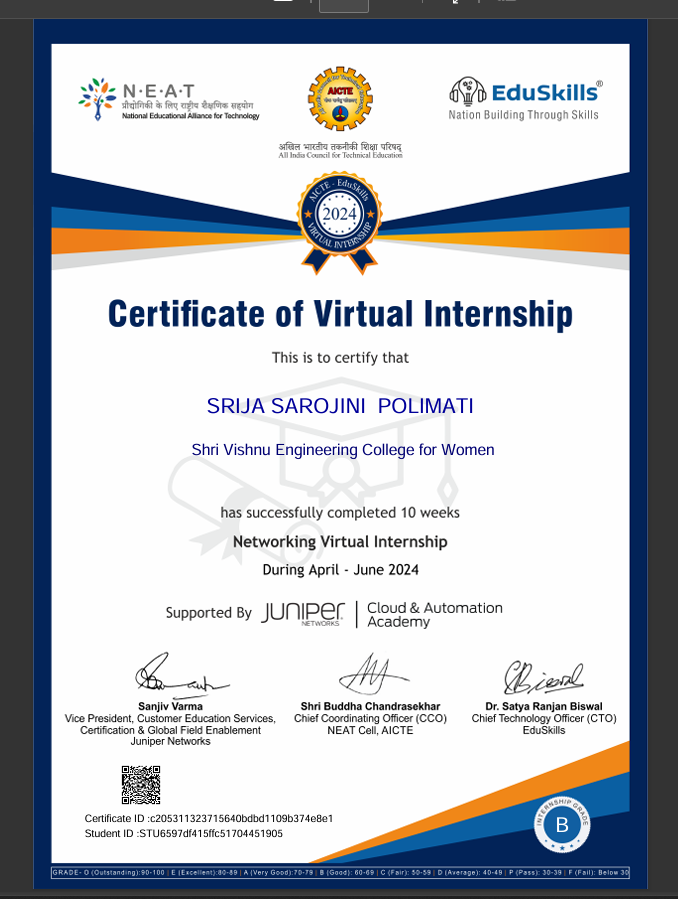 N·E·A·T
प्रौद्योगिकी के लिए राष्ट्रीय शैक्षणिक सहयोग
National Educational Alliance for Technology
AICTE
अखिल भारतीय तकनीकी शिक्षा परिषद्
All India Council for Technical Education
EduSkills®
Nation Building Through Skills
AICTE - EduSkills
2024
VIRTUAL INTERNSHIP
Certificate of Virtual Internship
This is to certify that
SRIJA SAROJINI POLIMATI
Shri Vishnu Engineering College for Women
has successfully completed 10 weeks
Networking Virtual Internship
During April - June 2024
Supported By JUNIPER NETWORKS | Cloud & Automation Academy
Sanjiv Varma
Vice President, Customer Education Services,
Certification & Global Field Enablement
Juniper Networks
Shri Buddha Chandrasekhar
Chief Coordinating Officer (CCO)
NEAT Cell, AICTE
Dr. Satya Ranjan Biswal
Chief Technology Officer (CTO)
EduSkills
Certificate ID :c205311323715640bdbd1109b374e8e1
Student ID :STU6597df415ffc51704451905
INTERNSHIP GRADE
B
GRADE- O (Outstanding):90-100 | E (Excellent):80-89 | A (Very Good):70-79 | B (Good): 60-69 | C (Fair): 50-59 | D (Average): 40-49 | P (Pass): 30-39 | F (Fail): Below 30